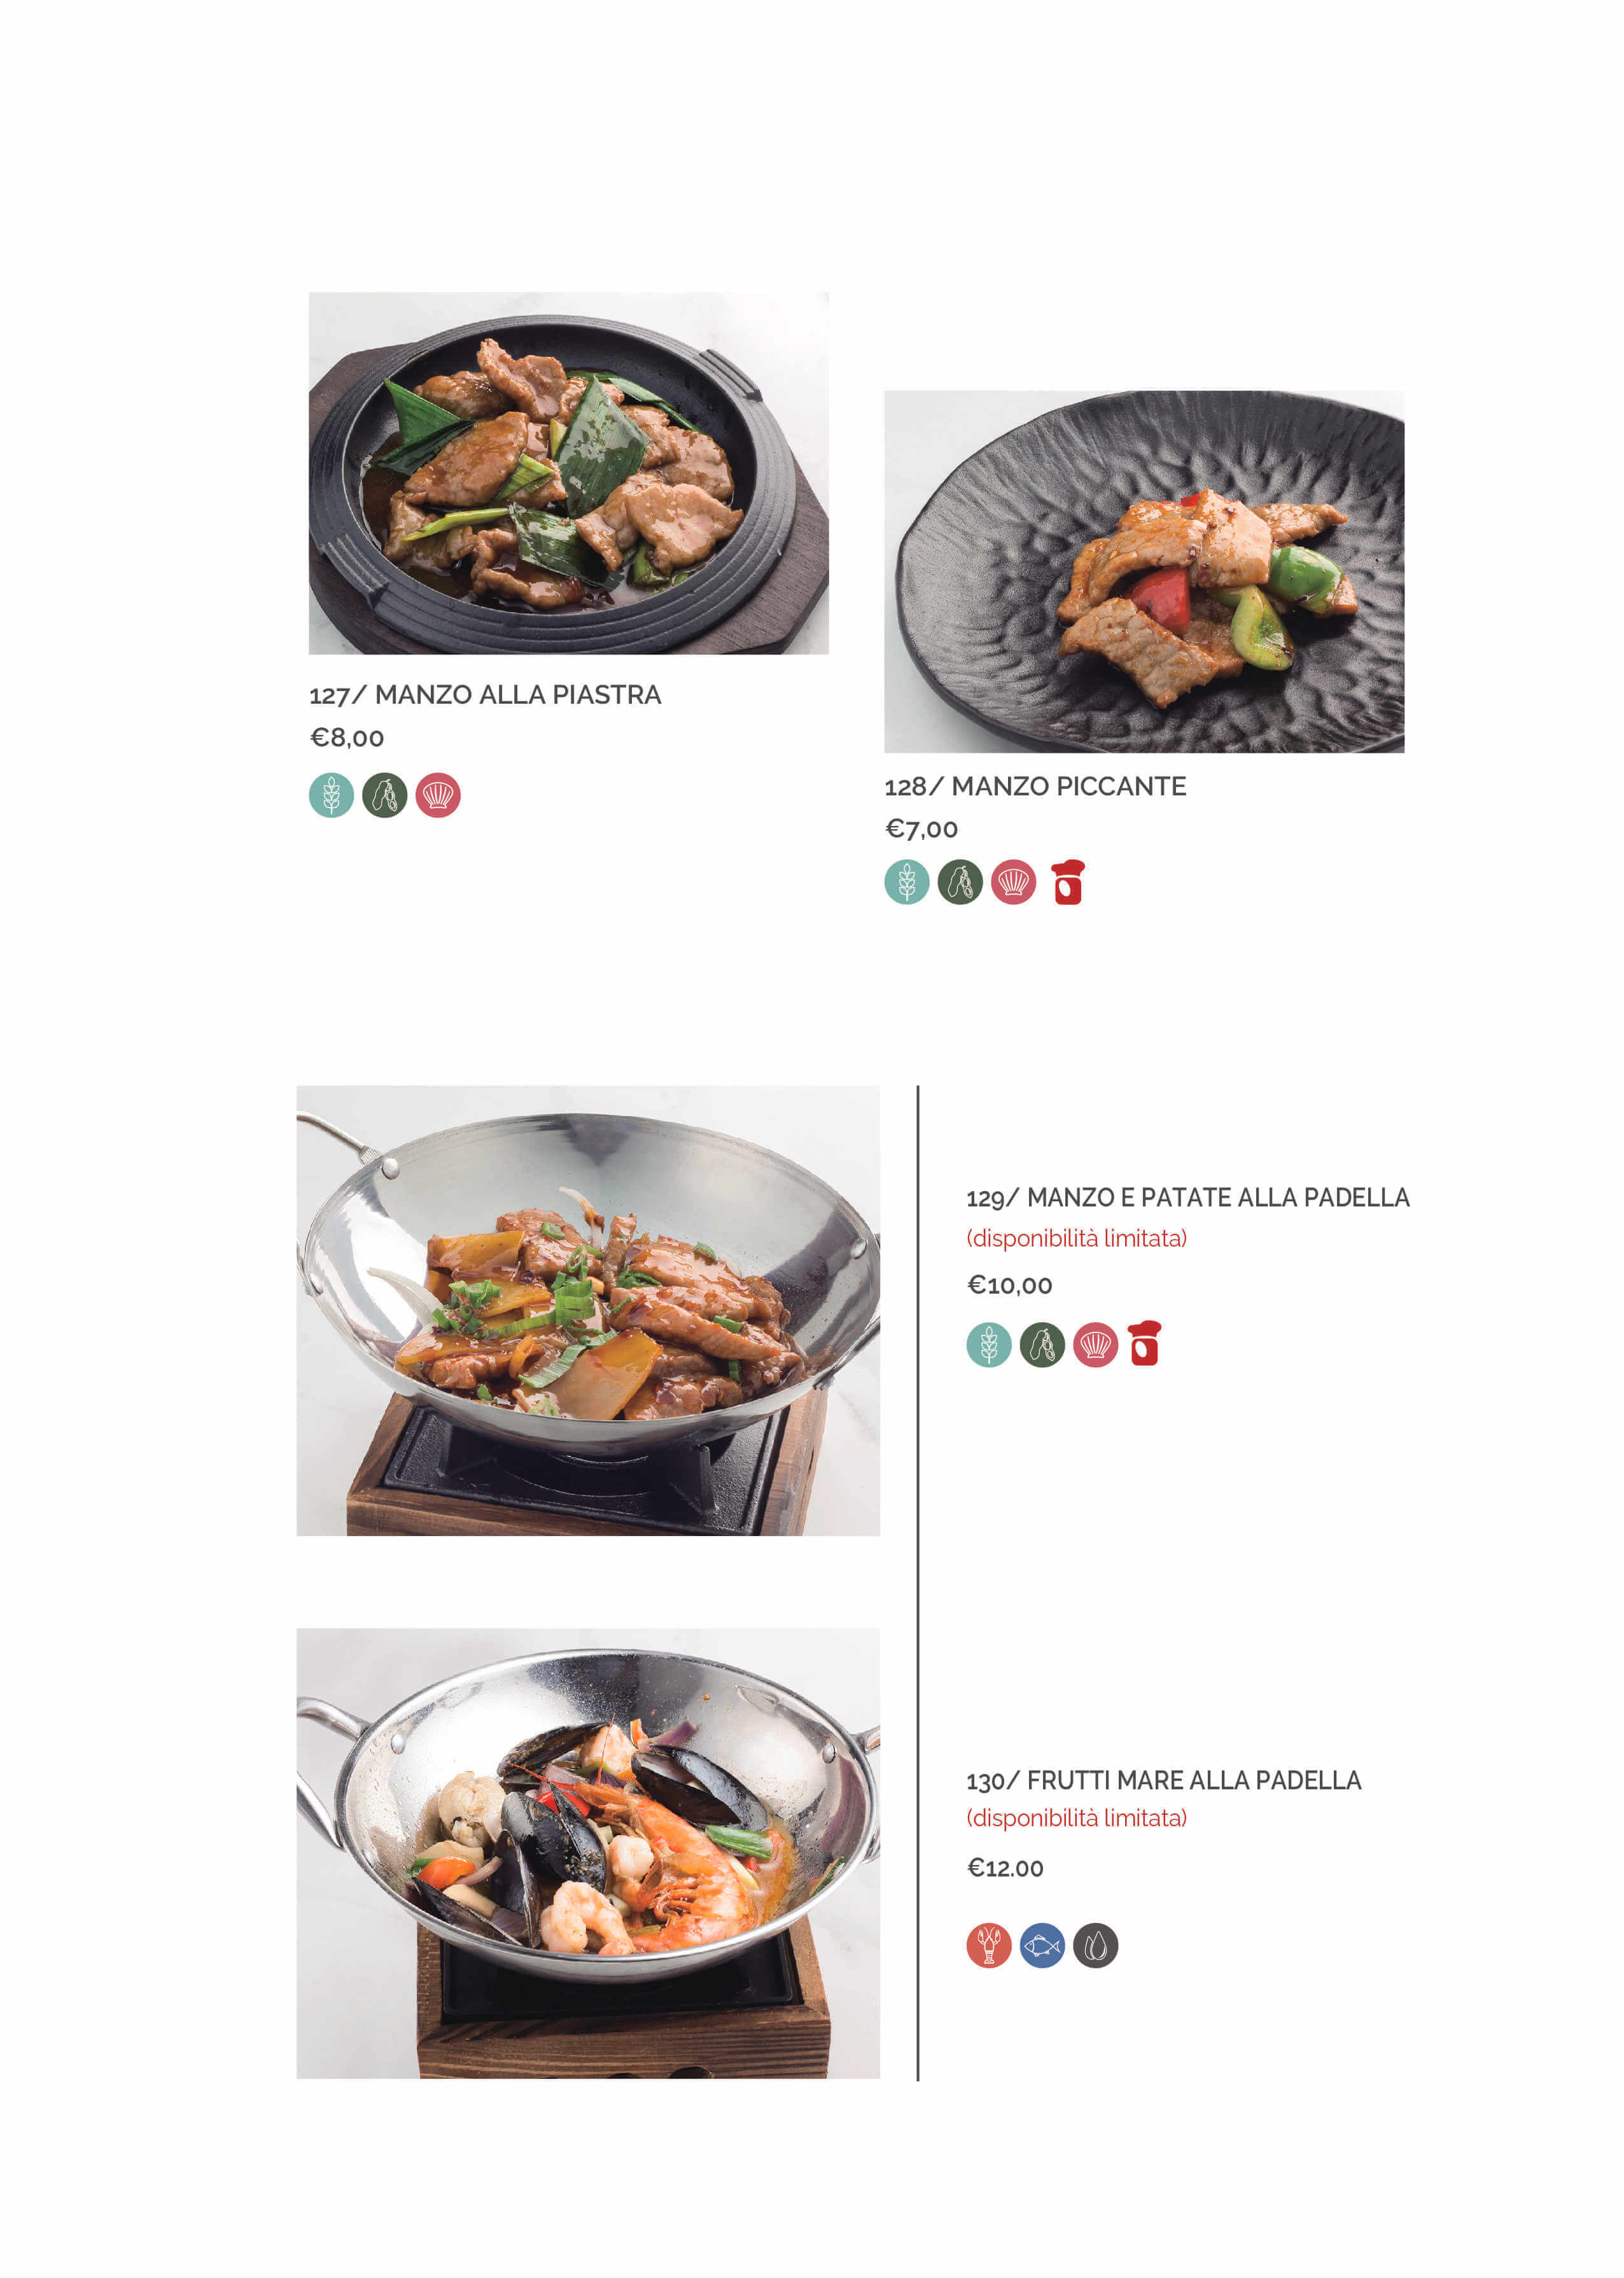 127/ MANZO ALLA PIASTRA
€8,00
128/ MANZO PICCANTE
€7,00
129/ MANZO E PATATE ALLA PADELLA
(disponibilità limitata)
€10,00
130/ FRUTTI MARE ALLA PADELLA
(disponibilità limitata)
€12.00